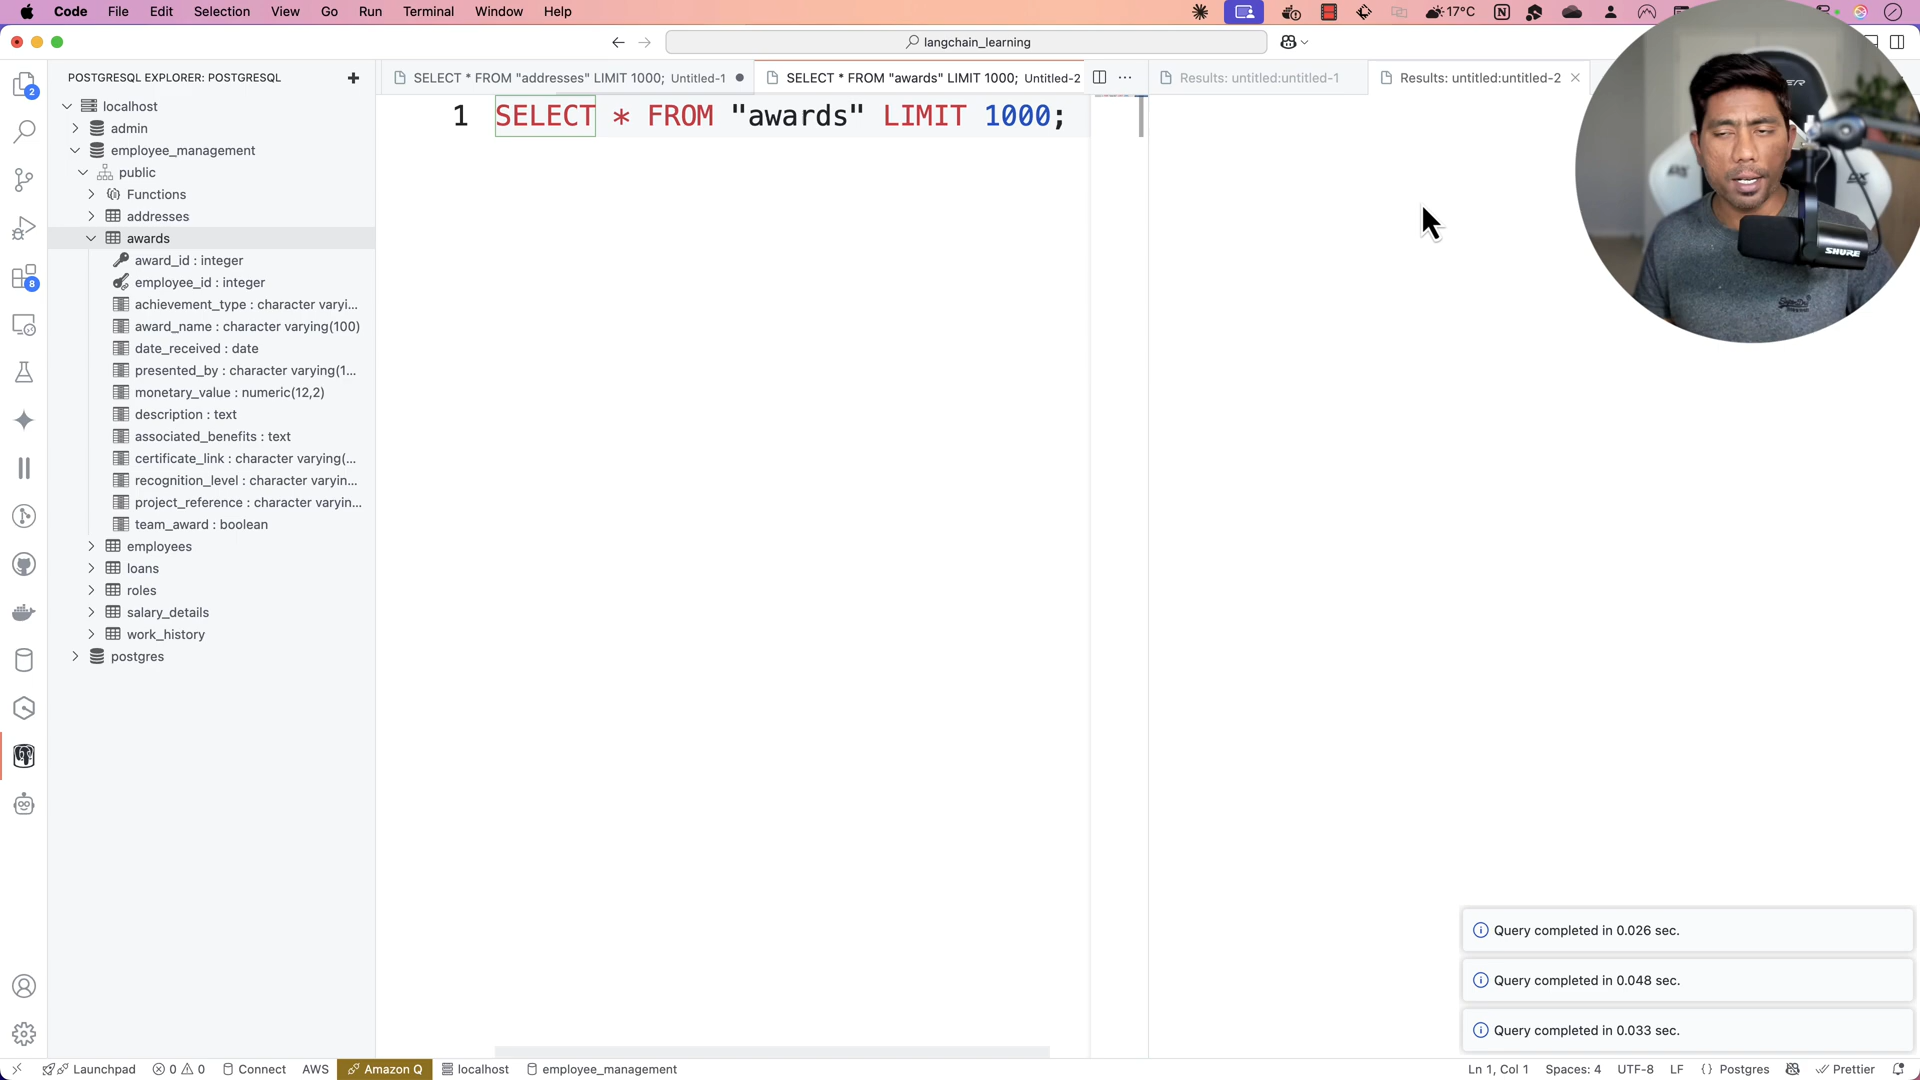 Code File Edit Selection View Go Run Terminal Window Help
17°C
langchain_learning
POSTGRESQL EXPLORER: POSTGRESQL
SELECT * FROM "addresses" LIMIT 1000; Untitled-1
SELECT * FROM "awards" LIMIT 1000; Untitled-2
Results: untitled:untitled-1
Results: untitled:untitled-2
1 SELECT * FROM "awards" LIMIT 1000;
localhost
admin
employee_management
public
Functions
addresses
awards
award_id : integer
employee_id : integer
achievement_type : character varyi...
award_name : character varying(100)
date_received : date
presented_by : character varying(1...
monetary_value : numeric(12,2)
description : text
associated_benefits : text
certificate_link : character varying(...
recognition_level : character varyin...
project_reference : character varyin...
team_award : boolean
employees
loans
roles
salary_details
work_history
postgres
2
8
SHURE
Query completed in 0.026 sec.
Query completed in 0.048 sec.
Query completed in 0.033 sec.
Launchpad 0 0 Connect AWS Amazon Q localhost employee_management
Ln 1, Col 1 Spaces: 4 UTF-8 LF {} Postgres Prettier